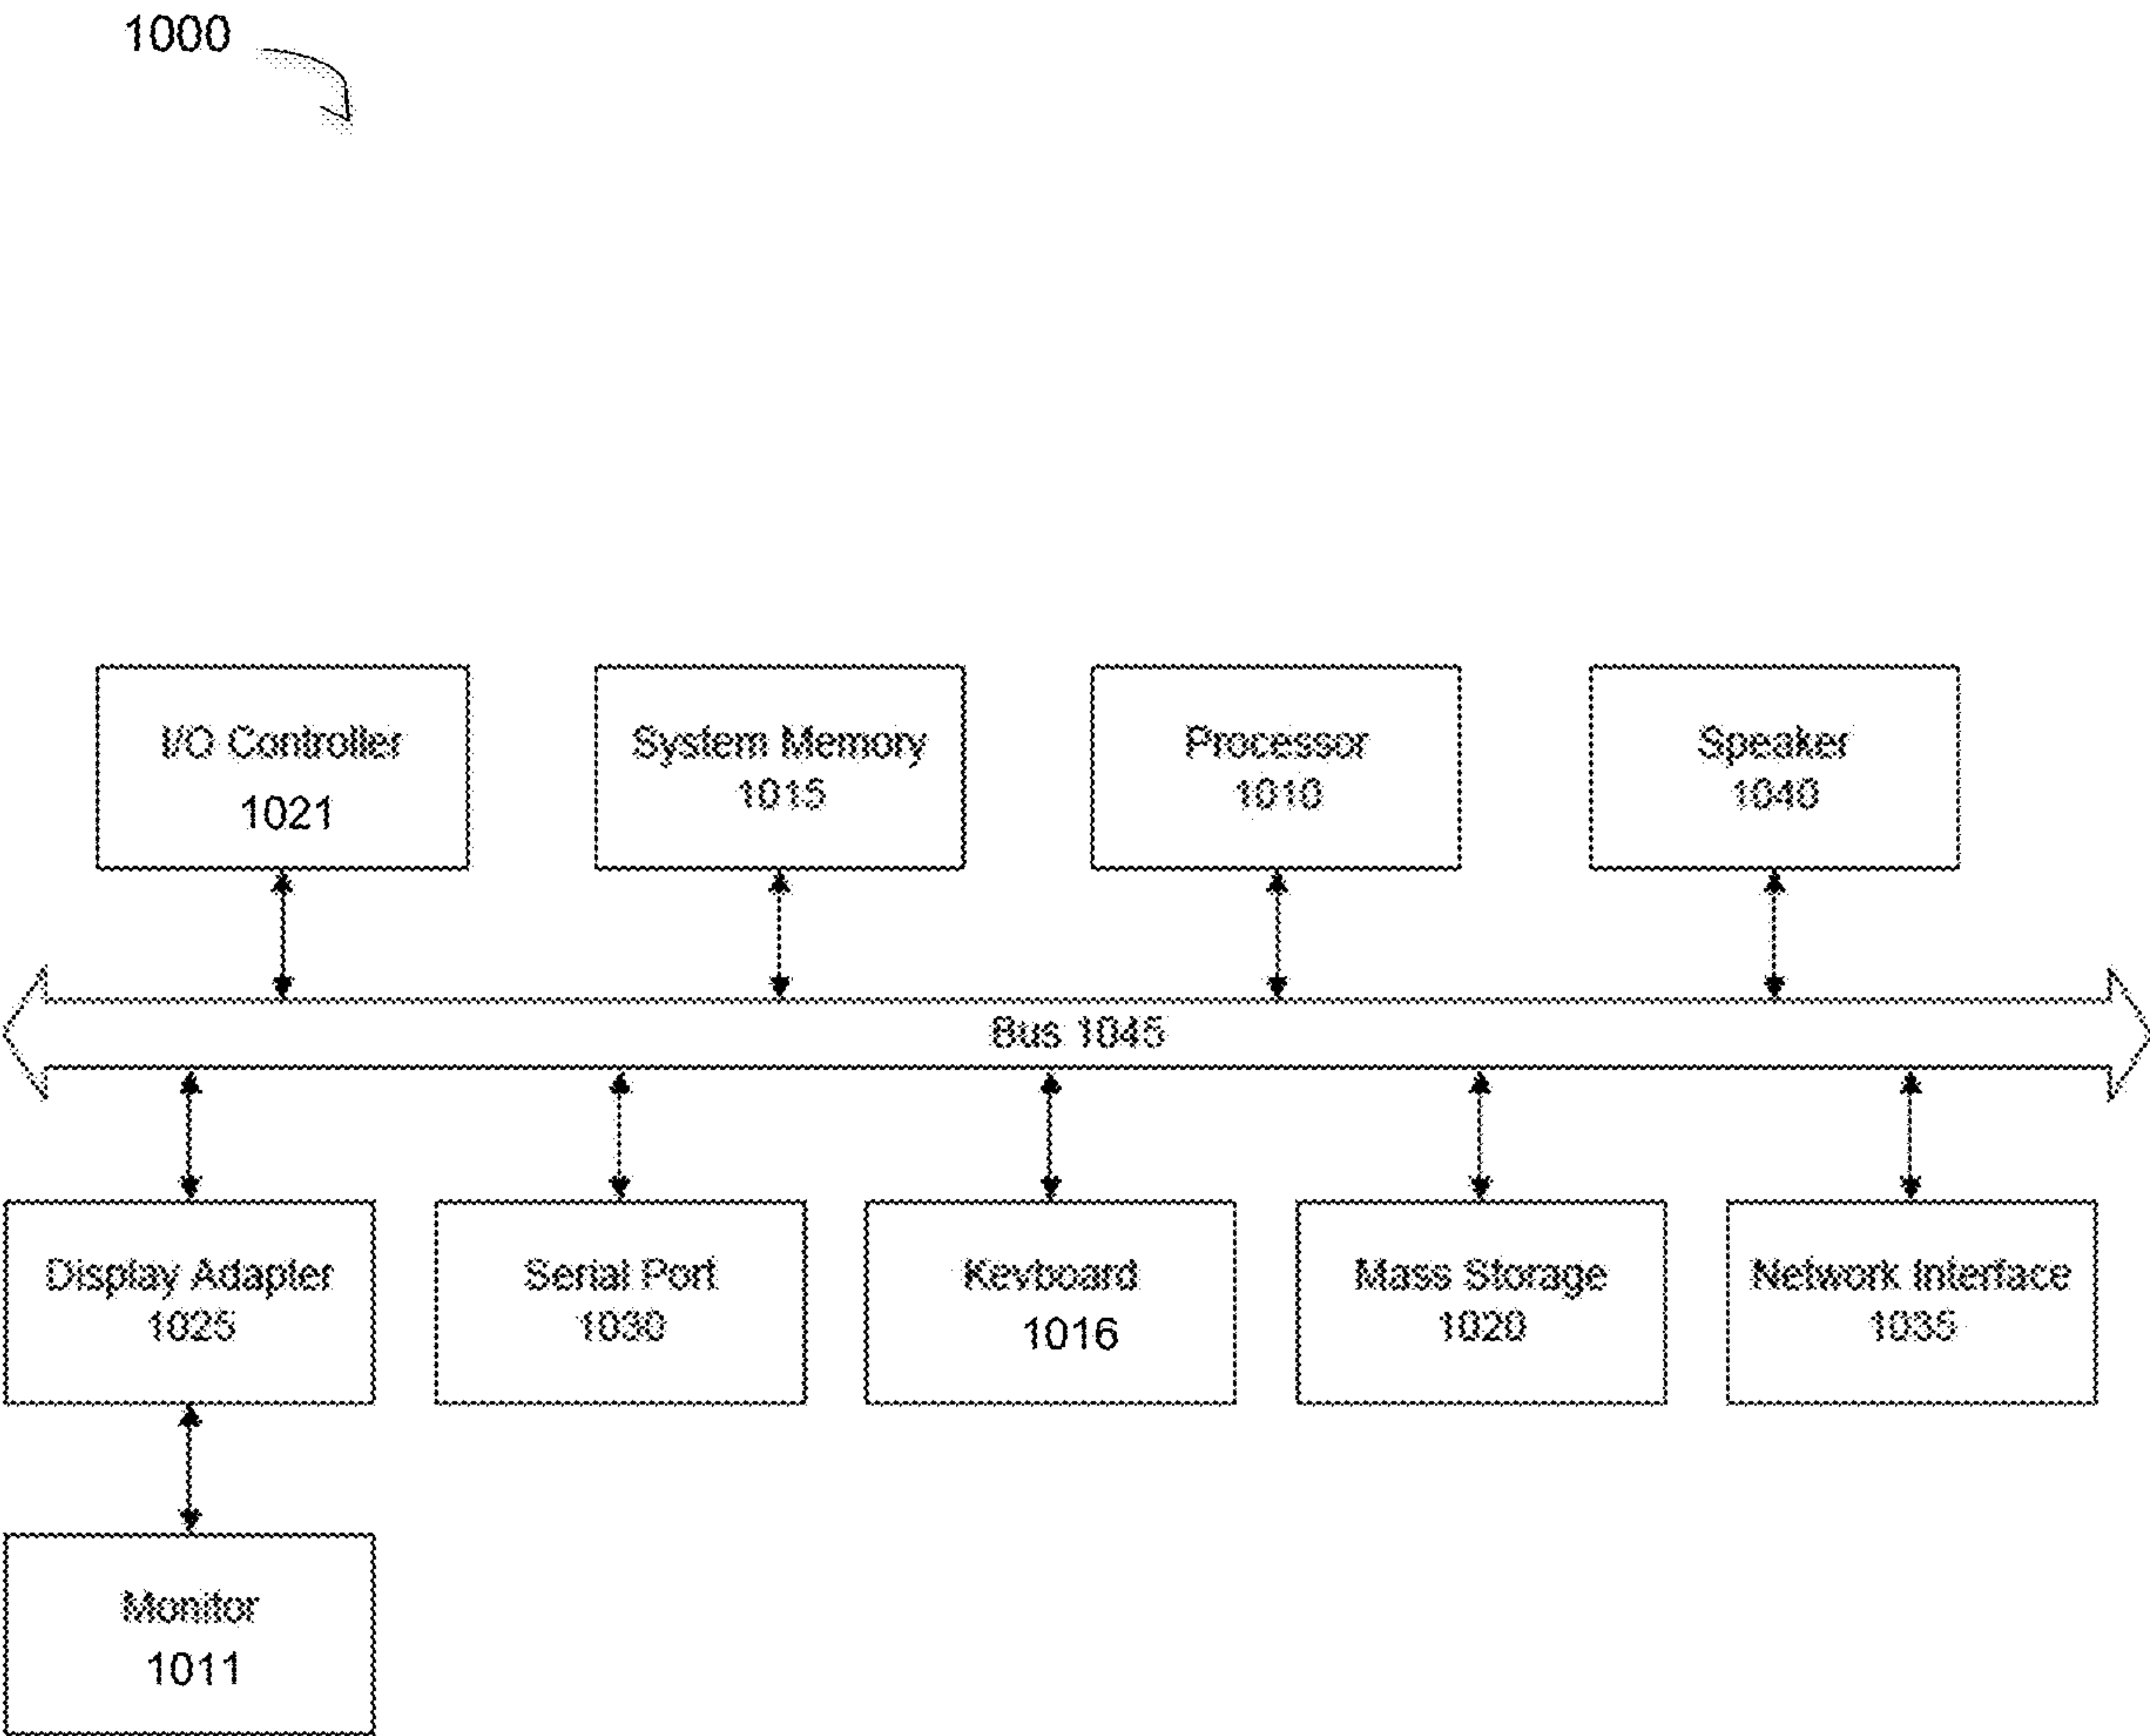 1000
I/O Controller
1021
System Memory
1015
Processor
1010
Speaker
1040
Bus 1045
Display Adapter
1025
Serial Port
1030
Keyboard
1016
Mass Storage
1020
Network Interface
1035
Monitor
1011